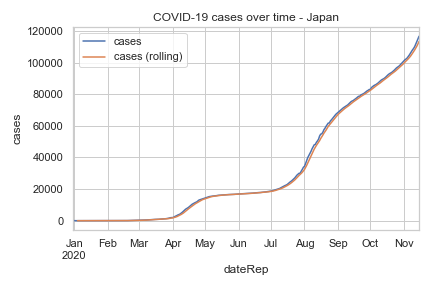 COVID-19 cases over time - Japan
cases
cases (rolling)
120000
100000
80000
60000
40000
20000
0
cases
Jan Feb Mar Apr May Jun Jul Aug Sep Oct Nov
2020
dateRep